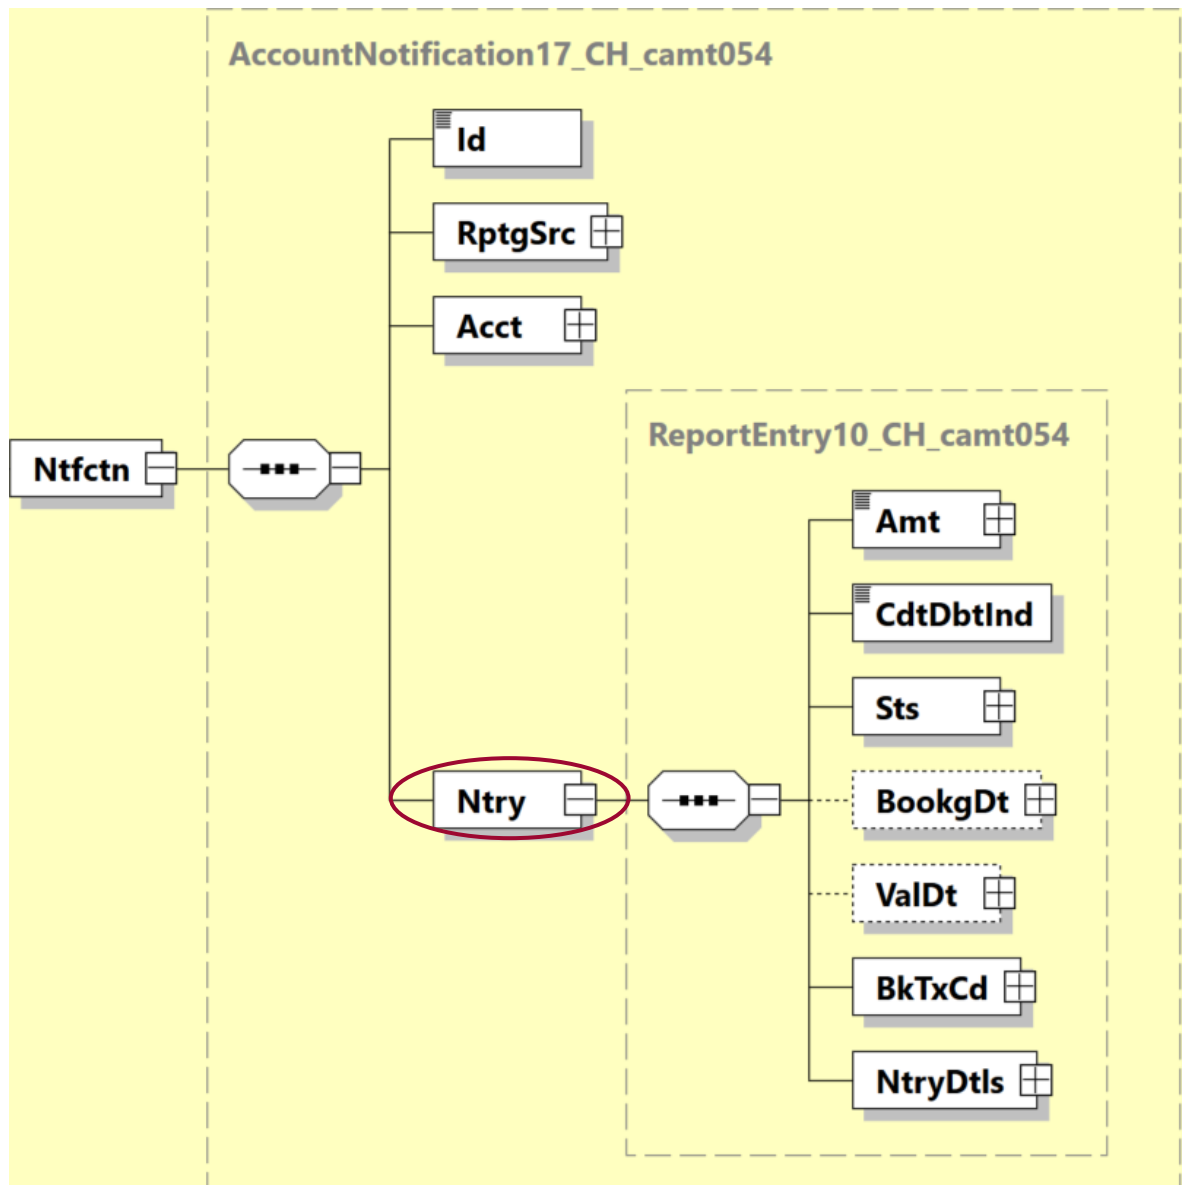 AccountNotification17_CH_camt054
Id
RptgSrc
Acct
ReportEntry10_CH_camt054
Ntfctn
Amt
CdtDbtInd
Sts
Ntry
BookgDt
ValDt
BkTxCd
NtryDtls